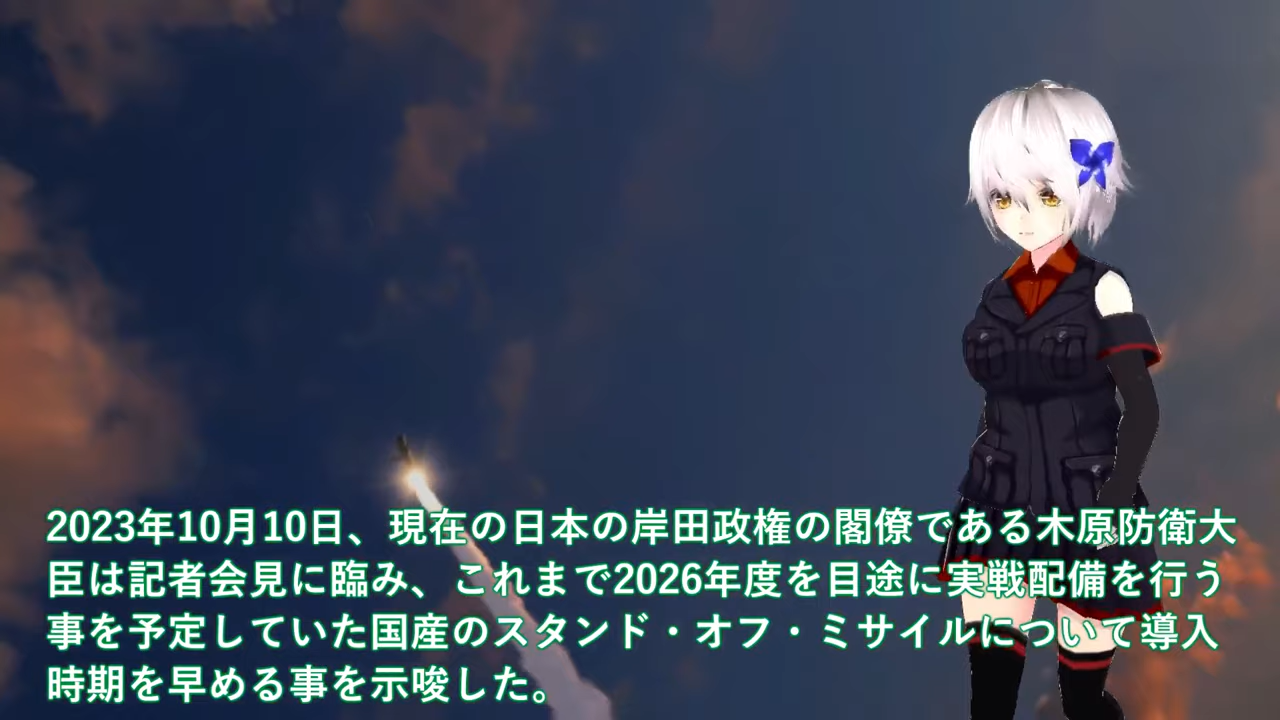 2023年10月10日、現在の日本の岸田政権の閣僚である木原防衛大
臣は記者会見に臨み、これまで2026年度を目途に実戦配備を行う
事を予定していた国産のスタンド・オフ・ミサイルについて導入
時期を早める事を示唆した。